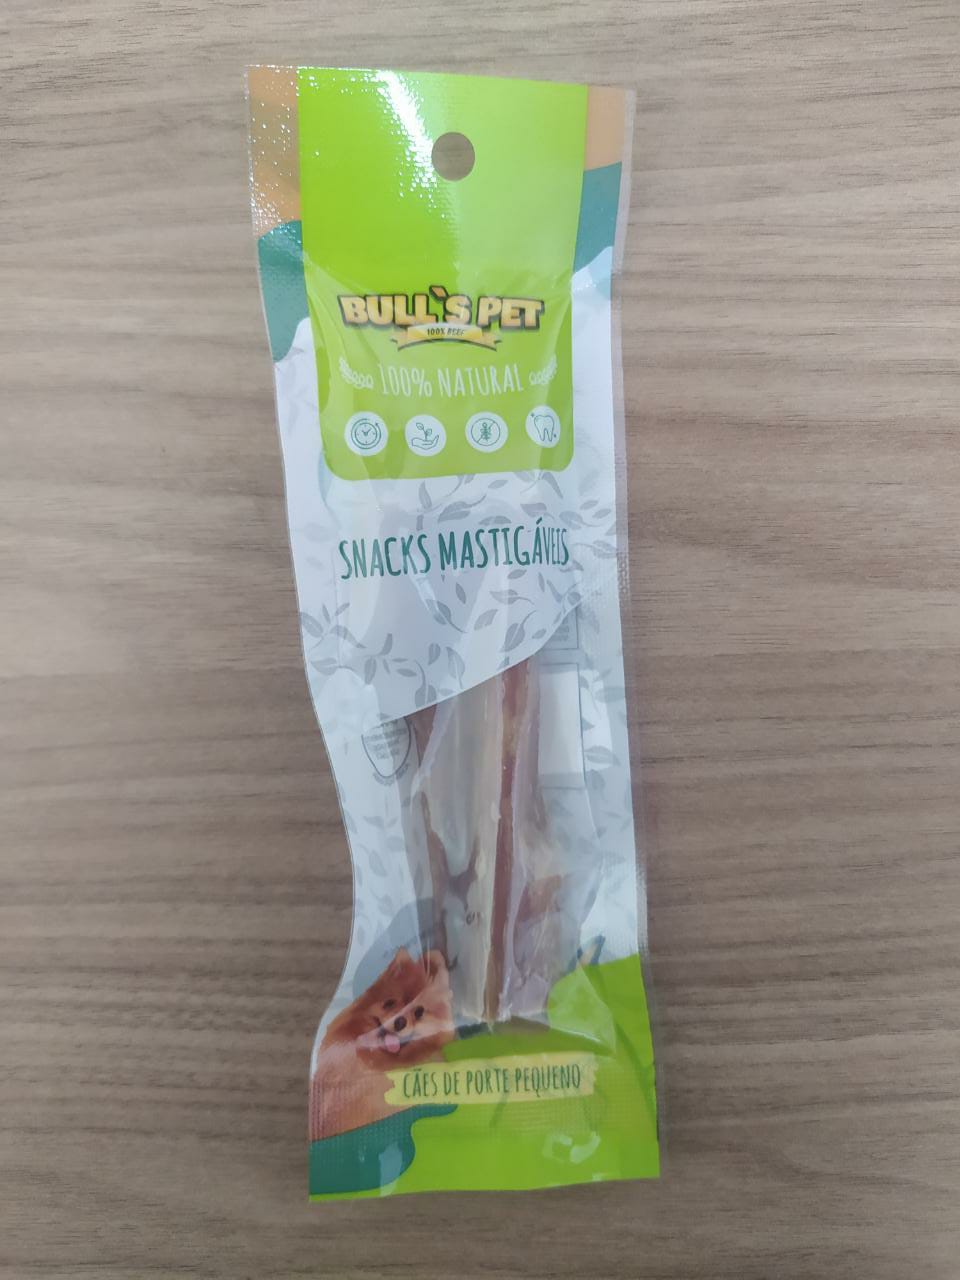 BULL`S PET
100% BEEF
100% NATURAL
SNACKS MASTIGÁVEIS
CÃES DE PORTE PEQUENO